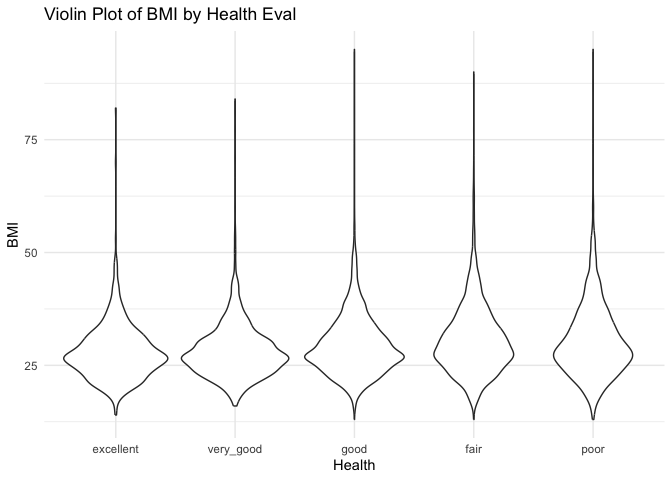 Violin Plot of BMI by Health Eval
BMI
75
50
25
excellent very_good good fair poor
Health